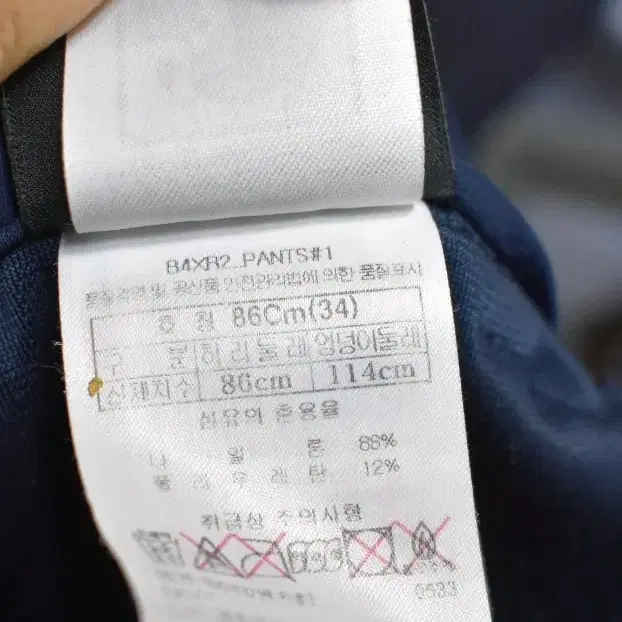 B4XR2_PANTS#1
품질경영 및 공산품 안전관리법에 의한 품질표시
호 칭 86Cm(34)
구 분 허리둘레 엉덩이둘레
신체치수 86cm 114cm
섬유의 혼용율
나 일 론 88%
폴리우레탄 12%
취급상 주의사항
0533